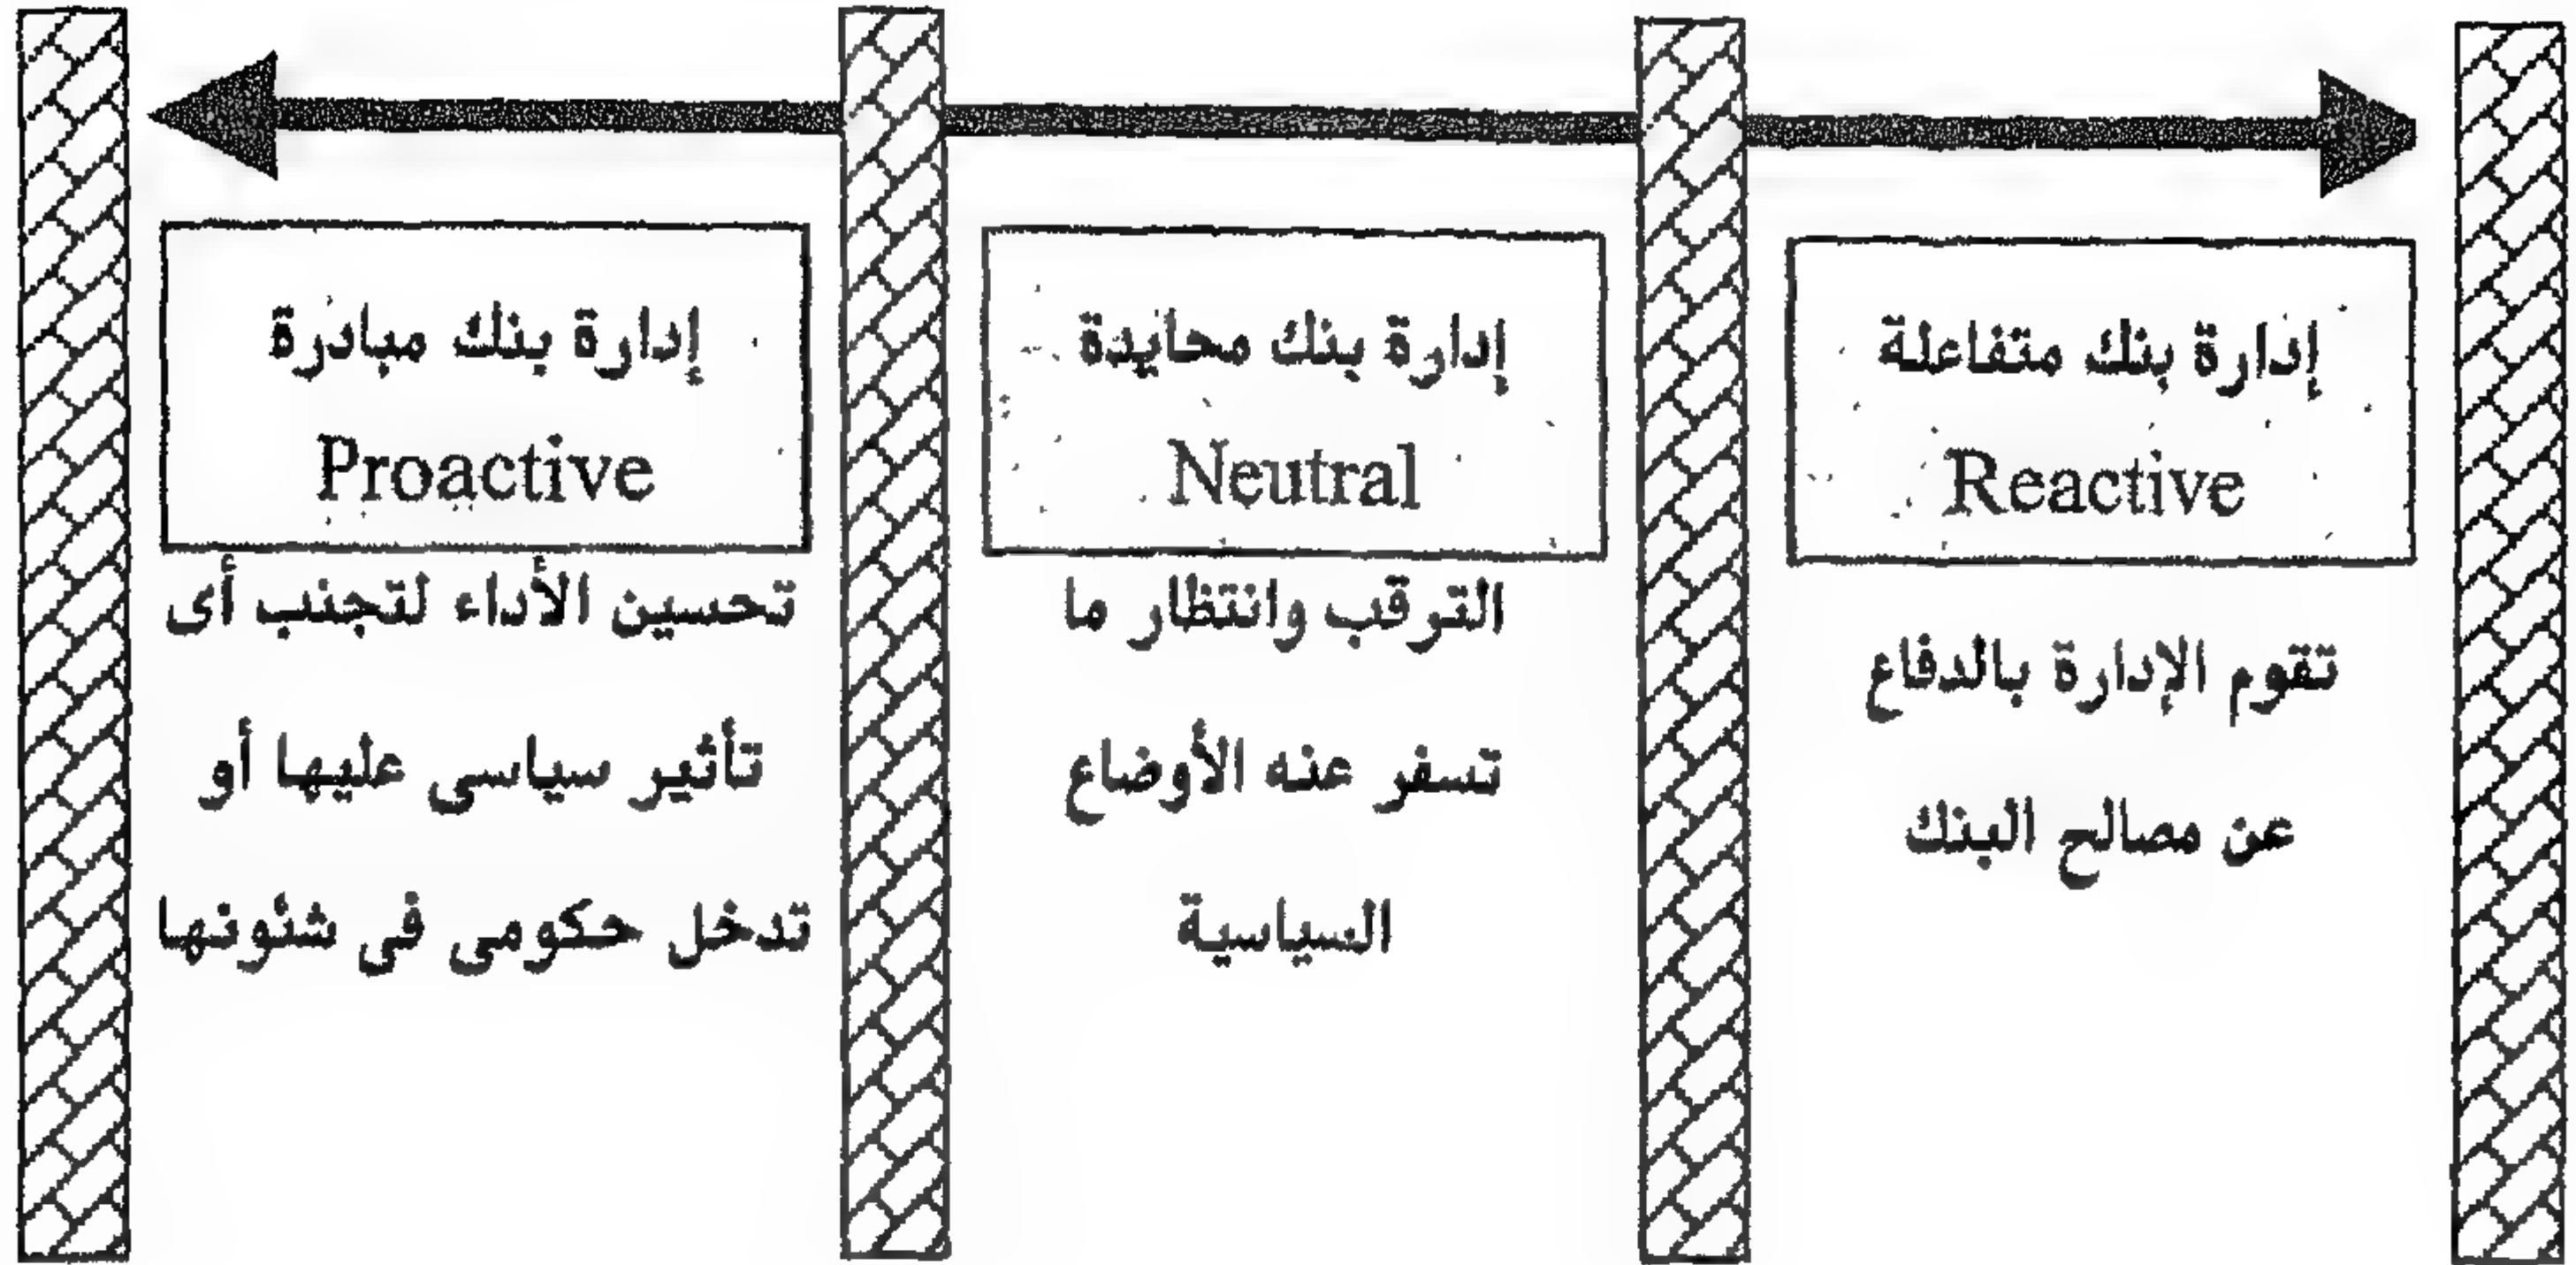 إدارة بنك متفاعلة
Reactive
تقوم الإدارة بالدفاع
عن مصالح البنك
إدارة بنك محايدة
Neutral
الترقب وانتظار ما
تسفر عنه الأوضاع
السياسية
إدارة بنك مبادرة
Proactive
تحسين الأداء لتجنب أى
تأثير سياسى عليها أو
تدخل حكومى فى شئونها